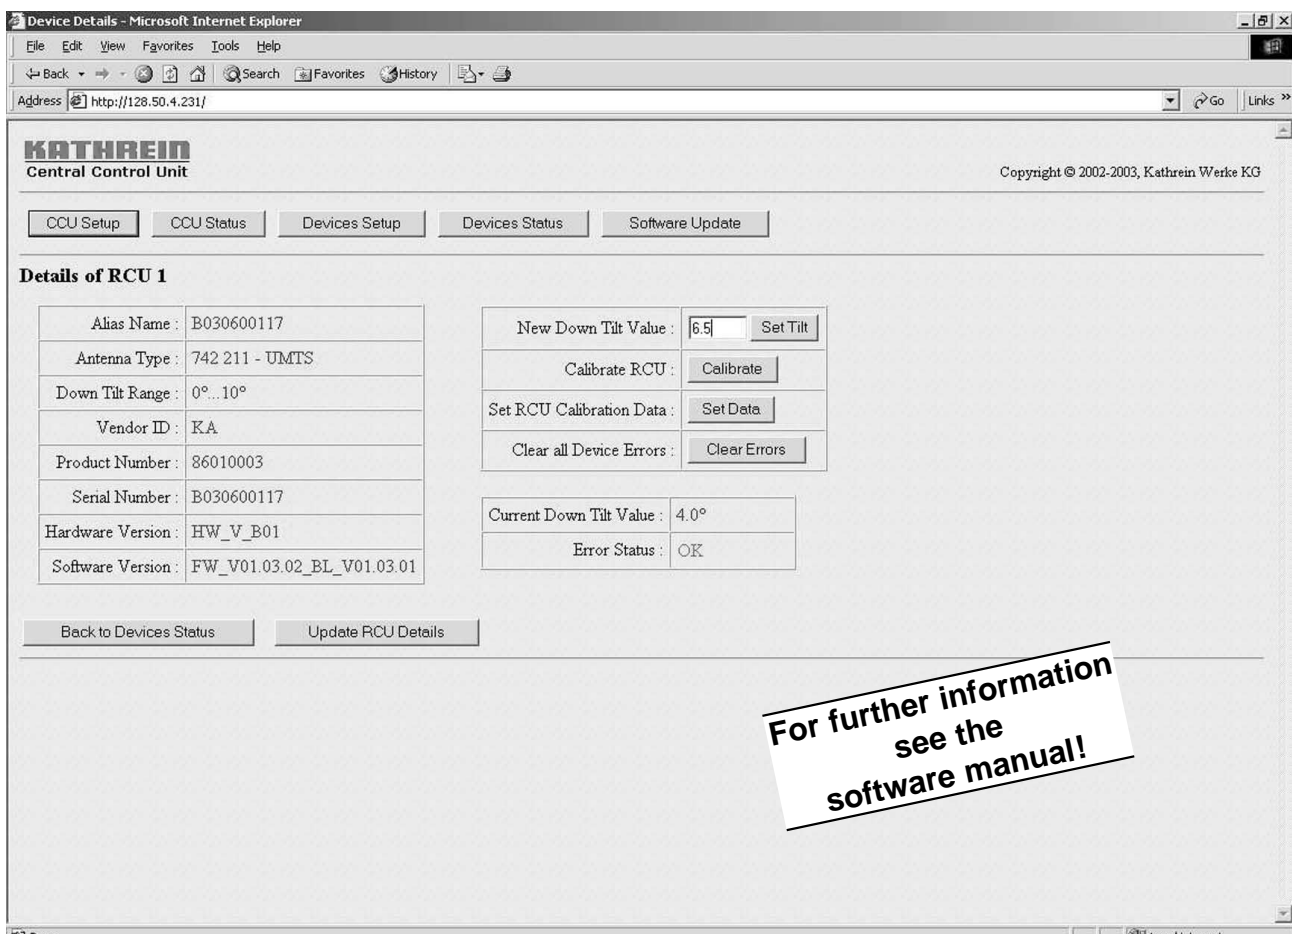 Device Details - Microsoft Internet Explorer
File Edit View Favorites Tools Help
Back Search Favorites History
Address http://128.50.4.231/ Go Links »
KATHREIN
Central Control Unit
Copyright © 2002-2003, Kathrein Werke KG
CCU Setup CCU Status Devices Setup Devices Status Software Update
Details of RCU 1
Alias Name : B030600117
Antenna Type : 742 211 - UMTS
Down Tilt Range : 0°...10°
Vendor ID : KA
Product Number : 86010003
Serial Number : B030600117
Hardware Version : HW_V_B01
Software Version : FW_V01.03.02_BL_V01.03.01
New Down Tilt Value : 6.5 Set Tilt
Calibrate RCU : Calibrate
Set RCU Calibration Data : Set Data
Clear all Device Errors : Clear Errors
Current Down Tilt Value : 4.0°
Error Status : OK
Back to Devices Status Update RCU Details
For further information
see the
software manual!